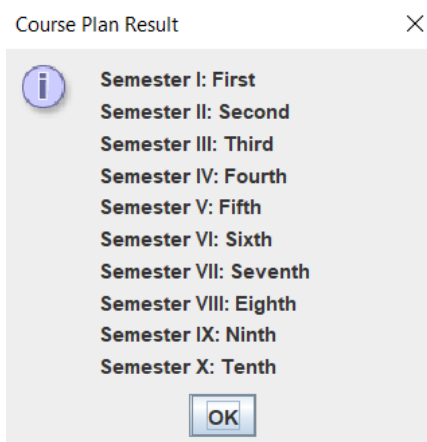 Course Plan Result
Semester I: First
Semester II: Second
Semester III: Third
Semester IV: Fourth
Semester V: Fifth
Semester VI: Sixth
Semester VII: Seventh
Semester VIII: Eighth
Semester IX: Ninth
Semester X: Tenth
OK